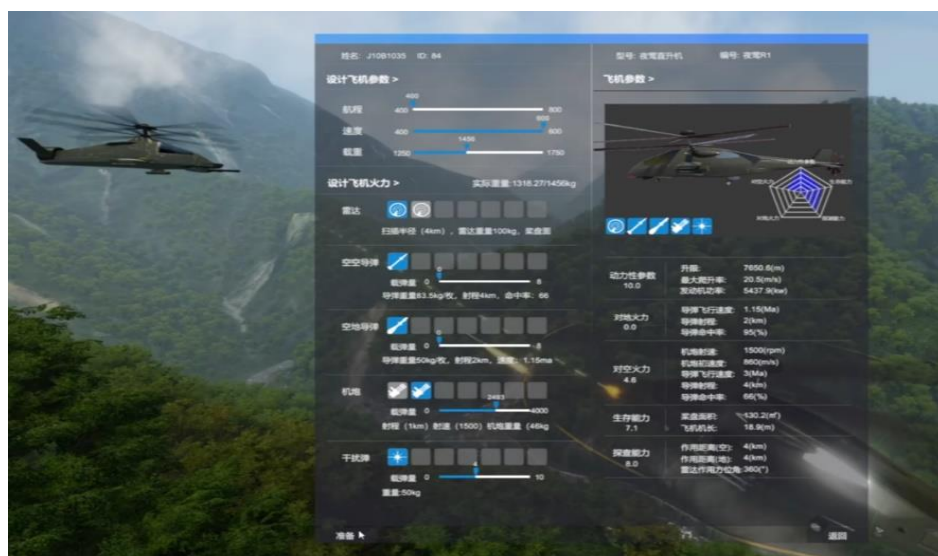 姓名: J10B1035 ID: 84
设计飞机参数 >
航程 400 800
速度 400 600
600
载重 1250 1750
1456
设计飞机火力 > 实际重量:1318.27/1456kg
雷达
扫描半径（4km），雷达重量100kg，桨盘面
空空导弹
0
载弹量 0 8
导弹重量83.5kg/枚，射程4km，命中率：66
空地导弹
0
载弹量 0 8
导弹重量50kg/枚，射程2km，速度：1.15ma
机炮
2493
载弹量 0 4000
射程（1km）射速（1500）机炮重量（46kg
干扰弹
4
载弹量 0 10
重量:50kg
准备
型号: 夜莺直升机 编号: 夜莺R1
飞机参数 >
动力性参数
10.0
升限: 7650.6(m)
最大爬升率: 20.5(m/s)
发动机功率: 5437.9(kw)
对地火力
0.0
导弹飞行速度: 1.15(Ma)
导弹射程: 2(km)
导弹命中率: 95(%)
对空火力
4.6
机炮射速: 1500(rpm)
机炮初速度: 860(m/s)
导弹飞行速度: 3(Ma)
导弹射程: 4(km)
导弹命中率: 66(%)
生存能力
7.1
桨盘面积: 130.2(㎡)
飞机机长: 18.9(m)
探查能力
8.0
作用距离(空): 4(km)
作用距离(地): 4(km)
雷达作用方位角: 360(°)
返回